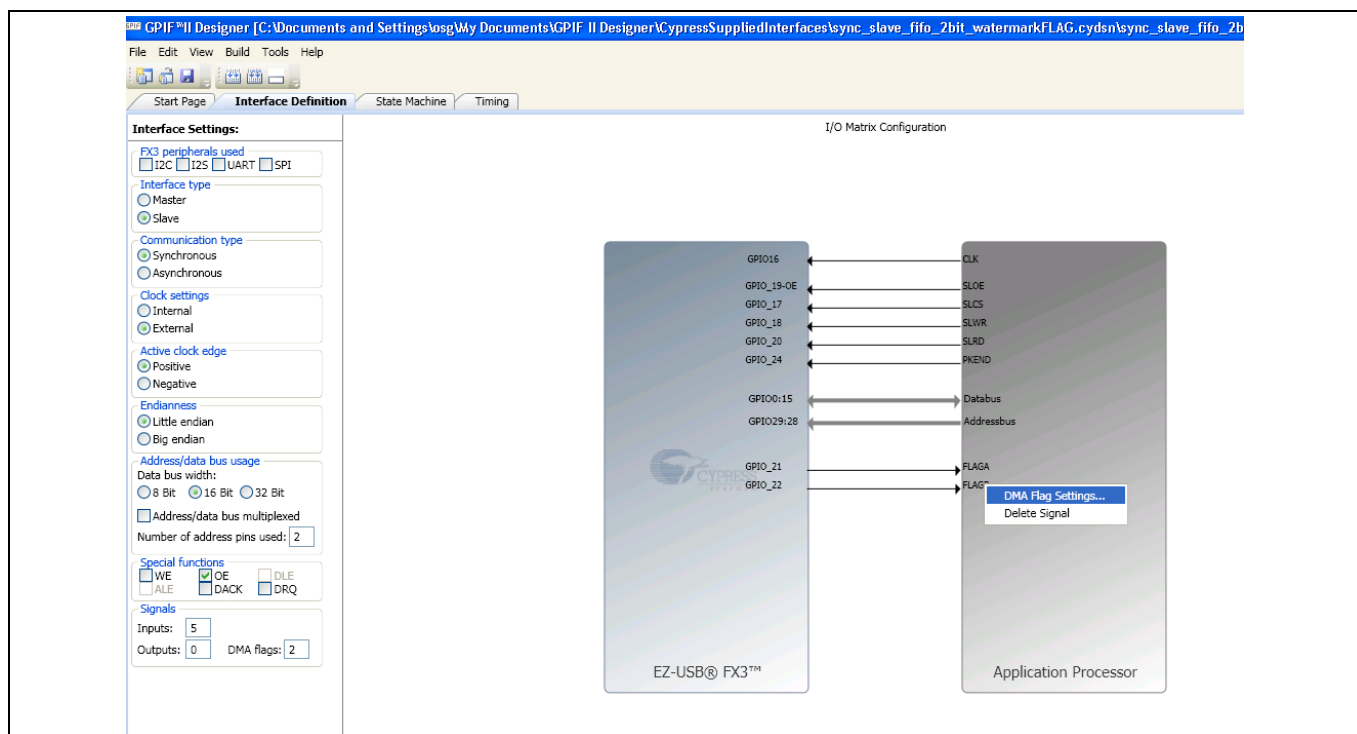 GPIF™II Designer [C:\Documents and Settings\osg\My Documents\GPIF II Designer\CypressSuppliedInterfaces\sync_slave_fifo_2bit_watermarkFLAG.cydsn\sync_slave_fifo_2b
File Edit View Build Tools Help
Start Page Interface Definition State Machine Timing
Interface Settings:
I/O Matrix Configuration
FX3 peripherals used
I2C I2S UART SPI
Interface type
Master
Slave
Communication type
Synchronous
Asynchronous
Clock settings
Internal
External
Active clock edge
Positive
Negative
Endianness
Little endian
Big endian
Address/data bus usage
Data bus width:
8 Bit 16 Bit 32 Bit
Address/data bus multiplexed
Number of address pins used: 2
Special functions
WE OE DLE
ALE DACK DRQ
Signals
Inputs: 5
Outputs: 0 DMA flags: 2
GPIO16 CLK
GPIO_19-OE SLOE
GPIO_17 SLCS
GPIO_18 SLWR
GPIO_20 SLRD
GPIO_24 PKEND
GPIO0:15 Databus
GPIO29:28 Addressbus
CYPRESS
GPIO_21 FLAGA
GPIO_22
DMA Flag Settings...
Delete Signal
EZ-USB® FX3™ Application Processor